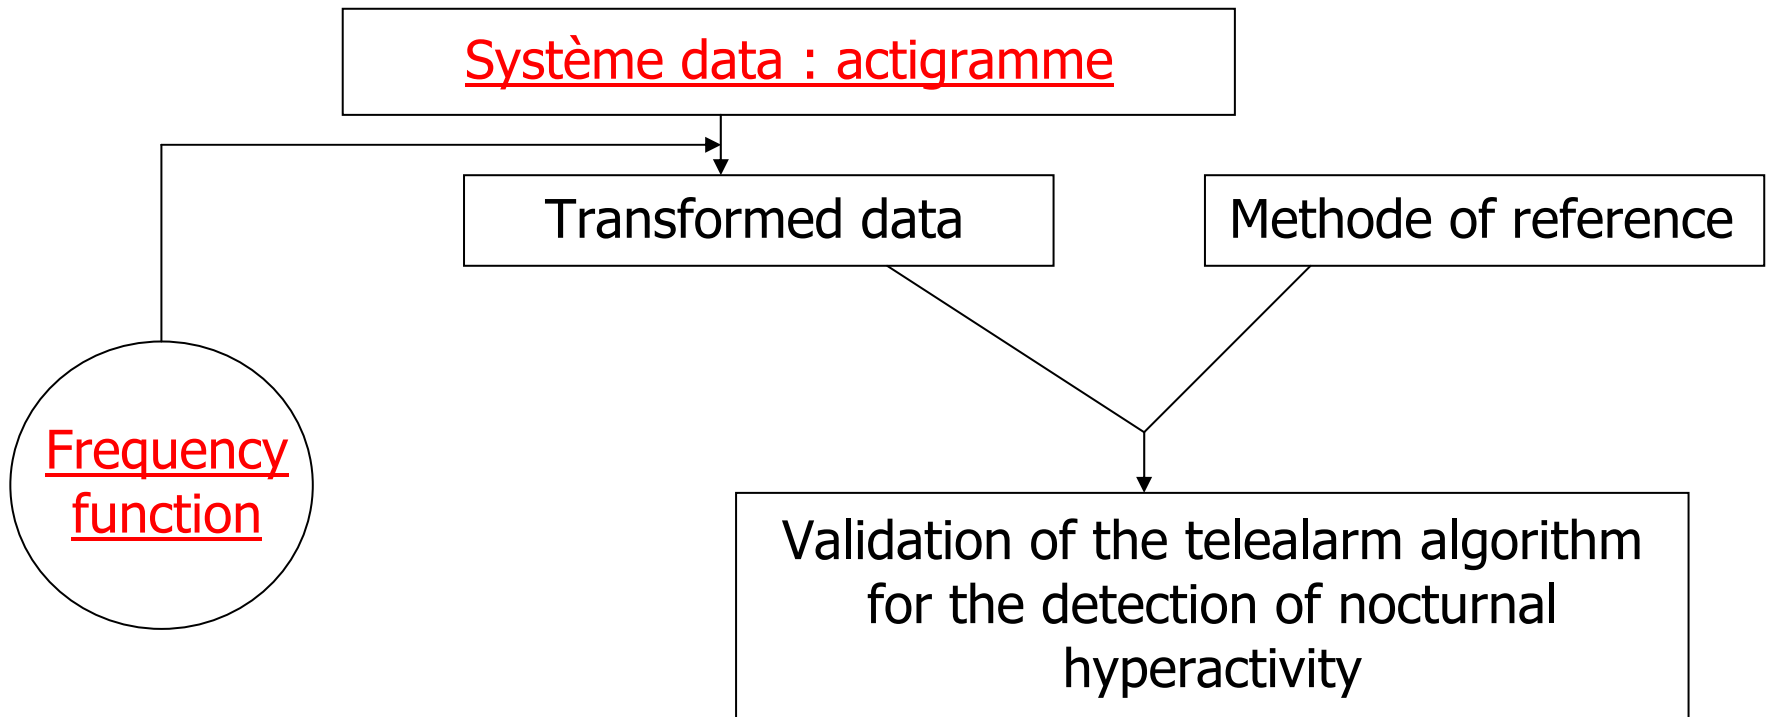 Système data : actigramme
Transformed data
Methode of reference
Frequency
function
Validation of the telealarm algorithm
for the detection of nocturnal
hyperactivity